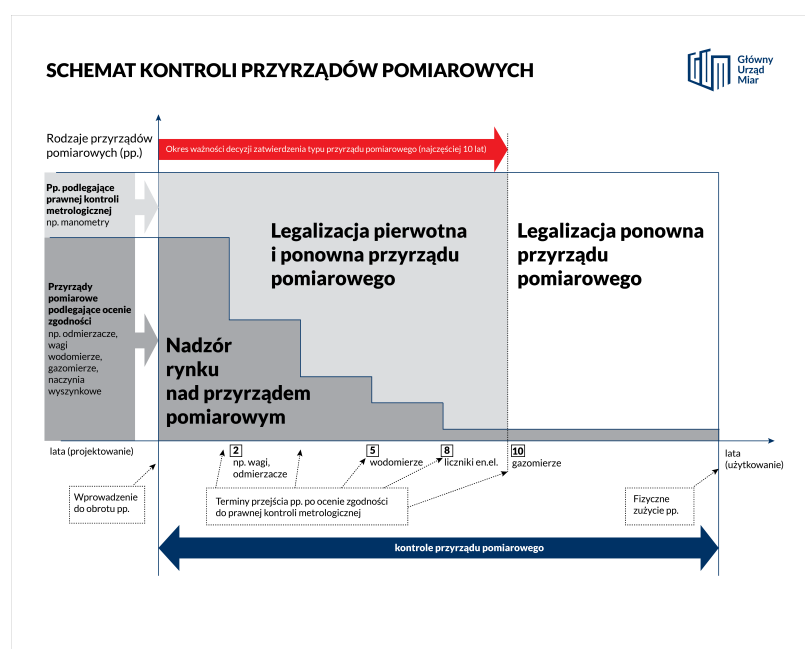 SCHEMAT KONTROLI PRZYRZĄDÓW POMIAROWYCH
Główny
Urząd
Miar
Rodzaje przyrządów
pomiarowych (pp.)
Okres ważności decyzji zatwierdzenia typu przyrządu pomiarowego (najczęściej 10 lat)
Pp. podlegające
prawnej kontroli
metrologicznej
np. manometry
Legalizacja pierwotna
i ponowna przyrządu
pomiarowego
Legalizacja ponowna
przyrządu
pomiarowego
Przyrządy
pomiarowe
podlegające ocenie
zgodności
np. odmierzacze,
wagi
wodomierze,
gazomierze,
naczynia
wyszynkowe
Nadzór
rynku
nad przyrządem
pomiarowym
lata (projektowanie)
2
np. wagi,
odmierzacze
5
wodomierze
8
liczniki en.el.
10
gazomierze
lata
(użytkowanie)
Wprowadzenie
do obrotu pp.
Terminy przejścia pp. po ocenie zgodności
do prawnej kontroli metrologicznej
Fizyczne
zużycie pp.
kontrole przyrządu pomiarowego